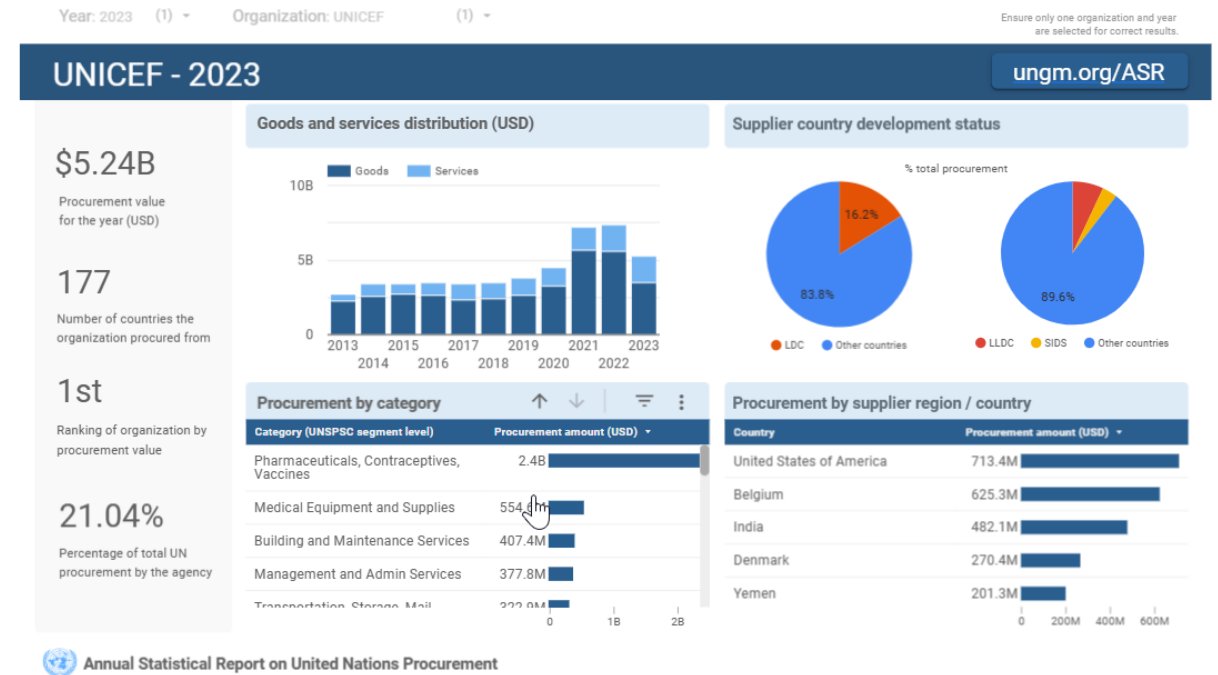 Year: 2023 (1)
Organization: UNICEF (1)
Ensure only one organization and year
are selected for correct results.
UNICEF - 2023
ungm.org/ASR
$5.24B
Procurement value
for the year (USD)
177
Number of countries the
organization procured from
1st
Ranking of organization by
procurement value
21.04%
Percentage of total UN
procurement by the agency
Goods and services distribution (USD)
Goods Services
10B
5B
0
2013 2015 2017 2019 2021 2023
2014 2016 2018 2020 2022
Supplier country development status
% total procurement
16.2%
83.8%
LDC Other countries
89.6%
LLDC SIDS Other countries
Procurement by category
Category (UNSPSC segment level) Procurement amount (USD)
Pharmaceuticals, Contraceptives, 2.4B
Vaccines
Medical Equipment and Supplies
Building and Maintenance Services 407.4M
Management and Admin Services 377.8M
Transportation, Storage, Mail 322.9M
0 1B 2B
Procurement by supplier region / country
Country Procurement amount (USD)
United States of America 713.4M
Belgium 625.3M
India 482.1M
Denmark 270.4M
Yemen 201.3M
0 200M 400M 600M
Annual Statistical Report on United Nations Procurement